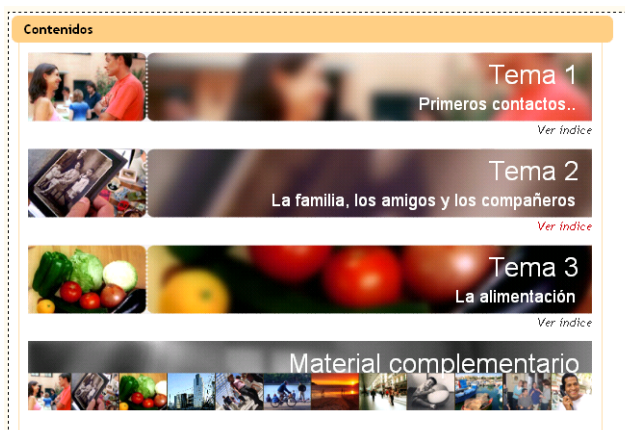 Contenidos
Tema 1
Primeros contactos..
Ver índice
Tema 2
La familia, los amigos y los compañeros
Ver índice
Tema 3
La alimentación
Ver índice
Material complementario